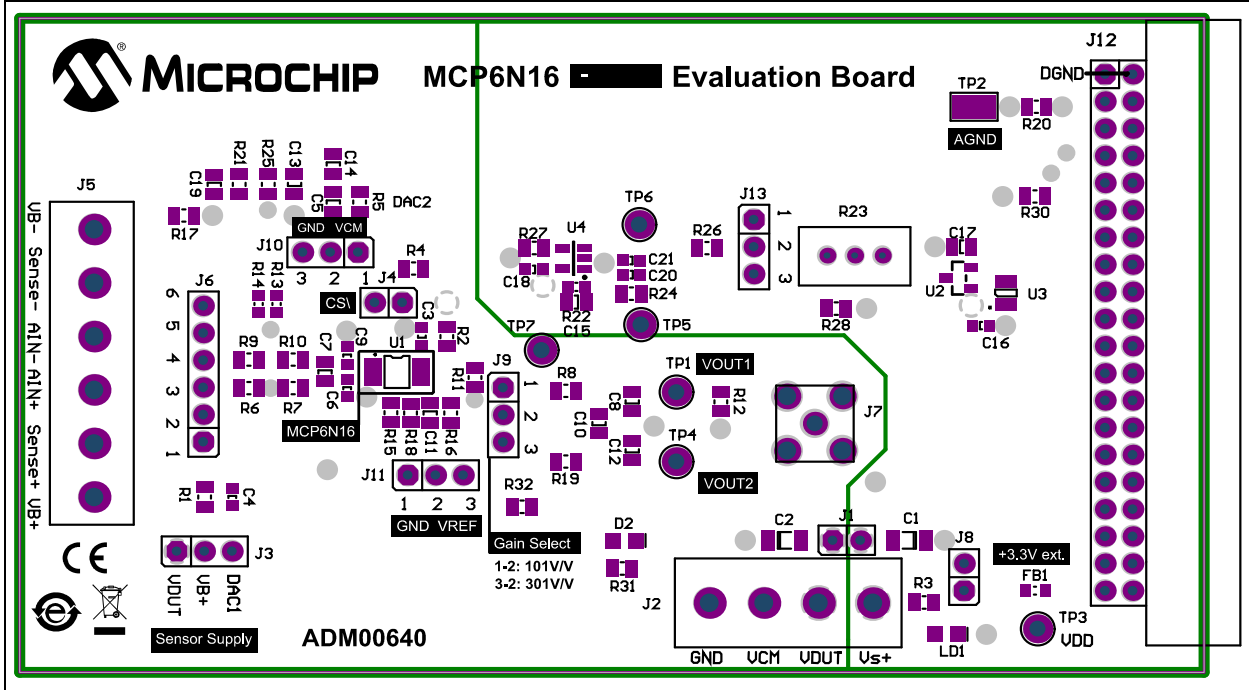 MICROCHIP®
MCP6N16 - Evaluation Board
J12
DGND
TP2
AGND
R20
R30
J5
VB- Sense- AIN- AIN+ Sense+ VB+
C19
R21
R25
C13
C14
R17
C5
R5
DAC2
GND VCM
J10
3 2 1
R4
J6
6
5
4
3
2
1
R14
R13
J4
CS\
C3
R2
R9
R10
C7
C9
U1
R6
R7
C6
MCP6N16
R11
R15
R18
C11
R16
J11
1 2 3
GND VREF
J9
1
2
3
R8
R19
R32
Gain Select
1-2: 101V/V
3-2: 301V/V
TP6
U4
R27
C18
C21
C20
R24
R22
C15
TP5
TP7
R26
J13
1
2
3
R23
R28
C17
U2
U3
C16
TP1
VOUT1
R12
C8
C10
C12
TP4
VOUT2
J7
D2
R31
C2
J1
C1
J8
+3.3V ext.
FB1
R3
TP3
VDD
LD1
J2
GND VCM VDUT Vs+
R1
C4
J3
VDUT
VB+
DAC1
Sensor Supply
CE
e
ADM00640